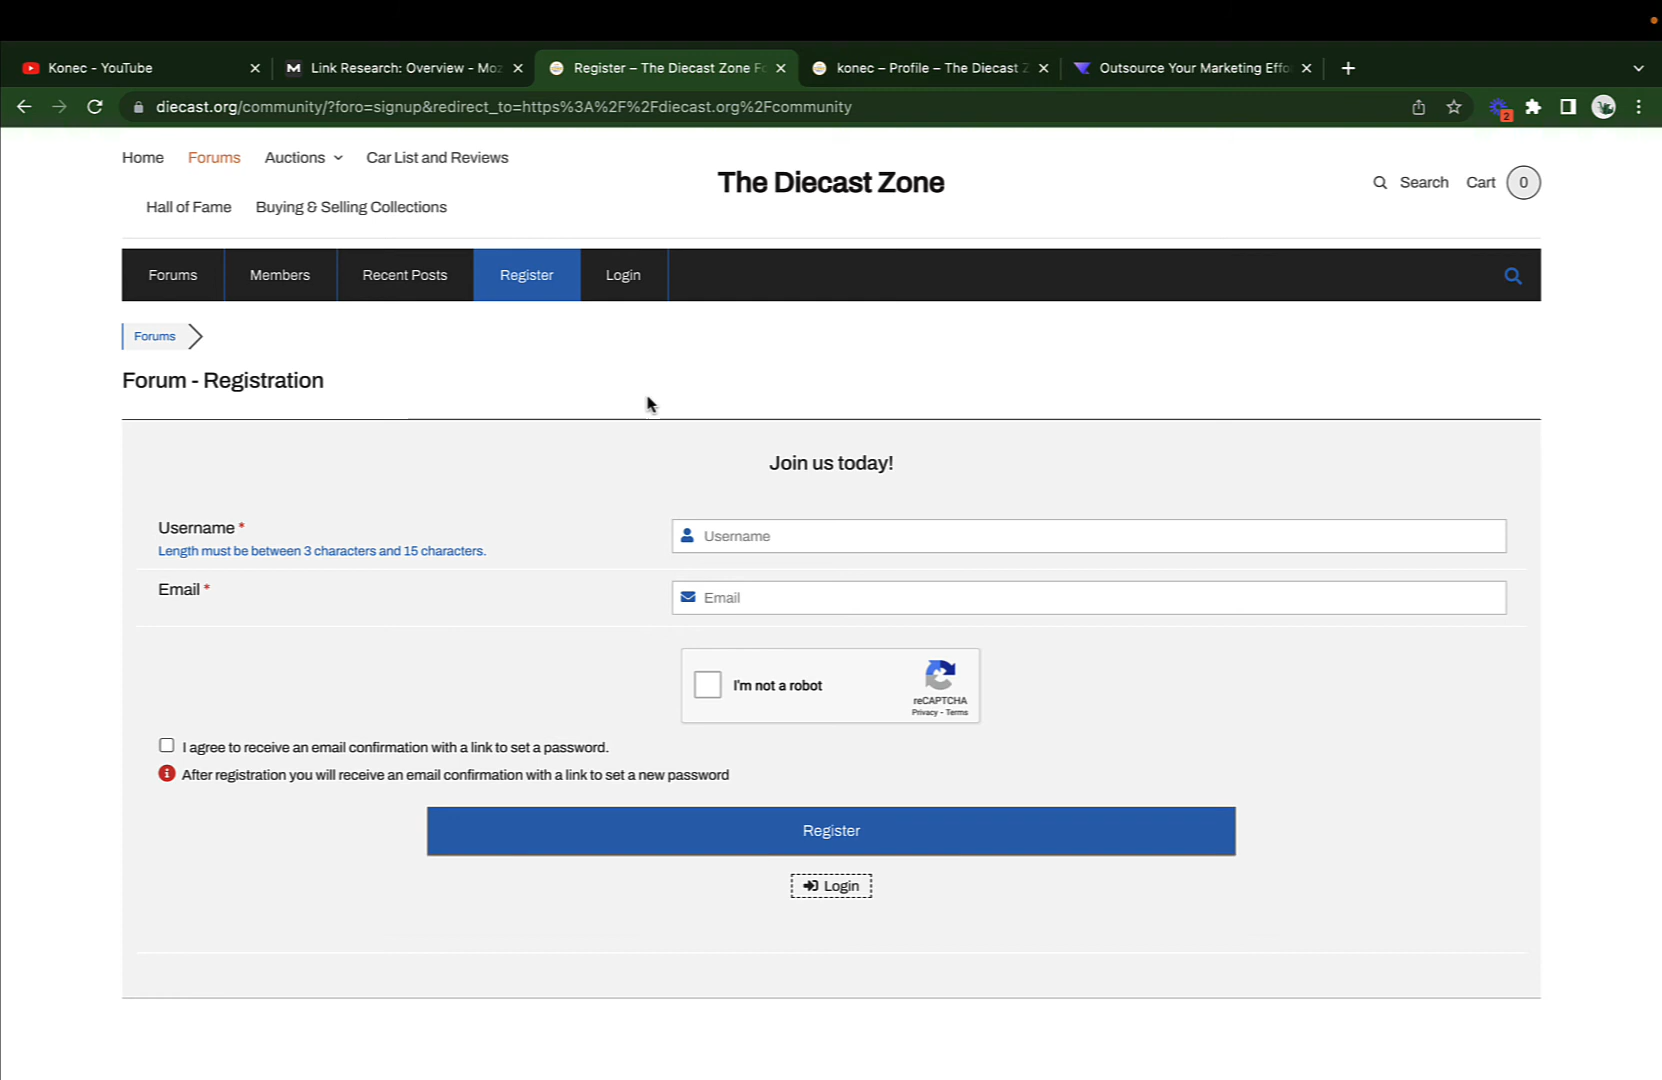 Konec - YouTube
Link Research: Overview - Moz
Register – The Diecast Zone Fo
konec – Profile – The Diecast Z
Outsource Your Marketing Effo
diecast.org/community/?foro=signup&redirect_to=https%3A%2F%2Fdiecast.org%2Fcommunity
2
Home
Forums
Auctions
Car List and Reviews
Hall of Fame
Buying & Selling Collections
The Diecast Zone
Search
Cart
0
Forums
Members
Recent Posts
Register
Login
Forums
Forum - Registration
Join us today!
Username *
Length must be between 3 characters and 15 characters.
Username
Email *
Email
I'm not a robot
reCAPTCHA
Privacy - Terms
I agree to receive an email confirmation with a link to set a password.
After registration you will receive an email confirmation with a link to set a new password
Register
Login